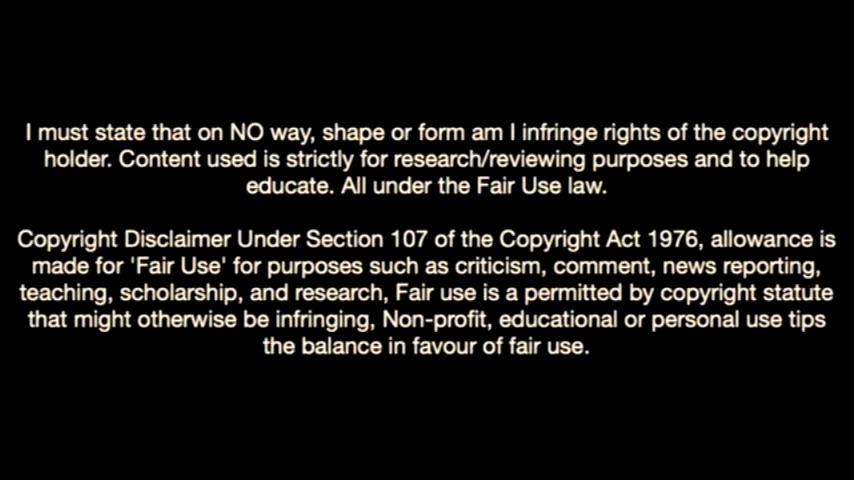 I must state that on NO way, shape or form am I infringe rights of the copyright
holder. Content used is strictly for research/reviewing purposes and to help
educate. All under the Fair Use law.
Copyright Disclaimer Under Section 107 of the Copyright Act 1976, allowance is
made for 'Fair Use' for purposes such as criticism, comment, news reporting,
teaching, scholarship, and research, Fair use is a permitted by copyright statute
that might otherwise be infringing, Non-profit, educational or personal use tips
the balance in favour of fair use.